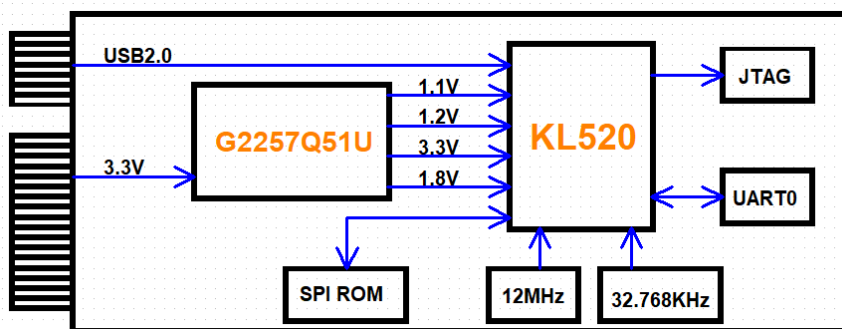 USB2.0
1.1V
JTAG
1.2V
G2257Q51U
KL520
3.3V
3.3V
1.8V
UART0
SPI ROM
12MHz
32.768KHz